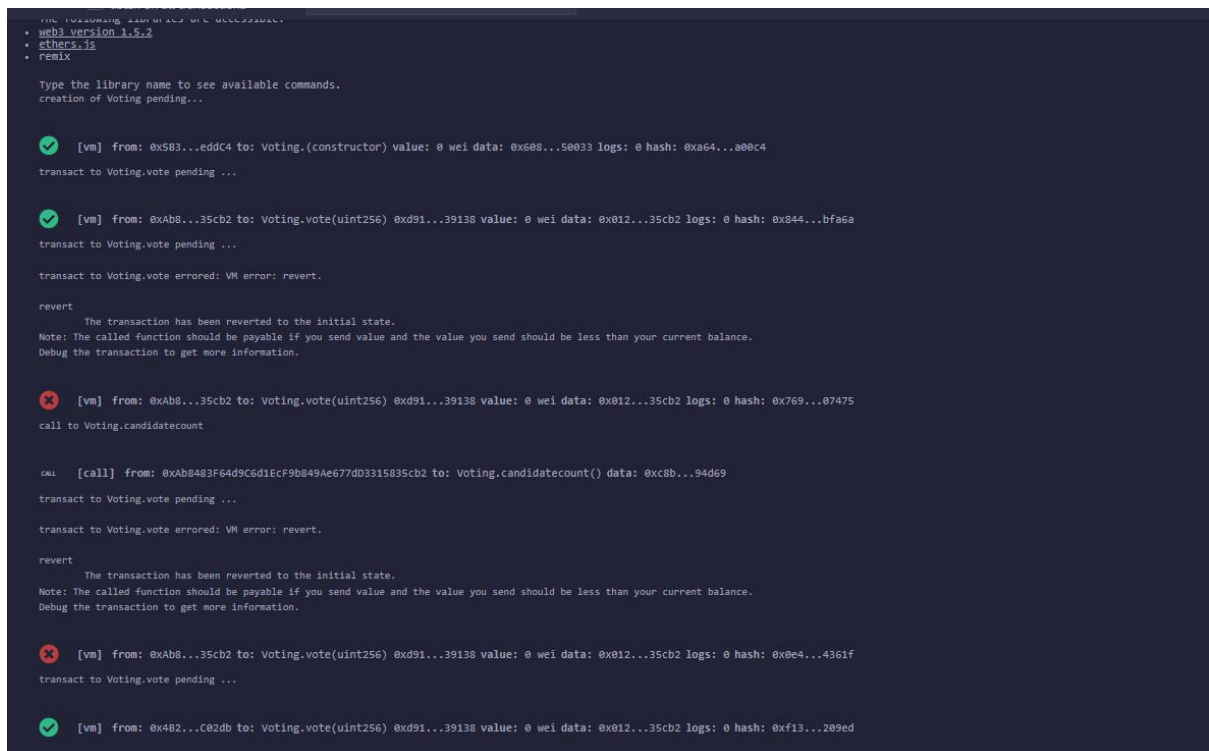 The following libraries are accessible:
• web3 version 1.5.2
• ethers.js
• remix
Type the library name to see available commands.
creation of Voting pending...
[vm] from: 0x5B3...eddC4 to: Voting.(constructor) value: 0 wei data: 0x608...50033 logs: 0 hash: 0xa64...a00c4
transact to Voting.vote pending ...
[vm] from: 0xAb8...35cb2 to: Voting.vote(uint256) 0xd91...39138 value: 0 wei data: 0x012...35cb2 logs: 0 hash: 0x844...bfa6a
transact to Voting.vote pending ...
transact to Voting.vote errored: VM error: revert.
revert
The transaction has been reverted to the initial state.
Note: The called function should be payable if you send value and the value you send should be less than your current balance.
Debug the transaction to get more information.
[vm] from: 0xAb8...35cb2 to: Voting.vote(uint256) 0xd91...39138 value: 0 wei data: 0x012...35cb2 logs: 0 hash: 0x769...07475
call to Voting.candidatecount
CALL [call] from: 0xAb8483F64d9C6d1EcF9b849Ae677dD3315835cb2 to: Voting.candidatecount() data: 0xc8b...94d69
transact to Voting.vote pending ...
transact to Voting.vote errored: VM error: revert.
revert
The transaction has been reverted to the initial state.
Note: The called function should be payable if you send value and the value you send should be less than your current balance.
Debug the transaction to get more information.
[vm] from: 0xAb8...35cb2 to: Voting.vote(uint256) 0xd91...39138 value: 0 wei data: 0x012...35cb2 logs: 0 hash: 0x0e4...4361f
transact to Voting.vote pending ...
[vm] from: 0x4B2...C02db to: Voting.vote(uint256) 0xd91...39138 value: 0 wei data: 0x012...35cb2 logs: 0 hash: 0xf13...209ed